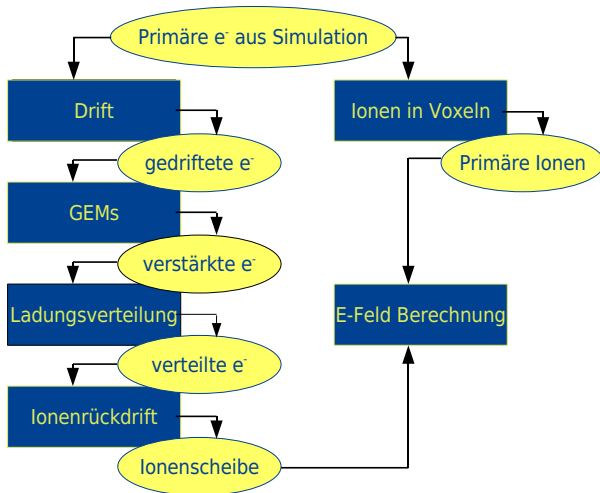 Primäre e⁻ aus Simulation
Drift
Ionen in Voxeln
gedriftete e⁻
Primäre Ionen
GEMs
verstärkte e⁻
Ladungsverteilung
E-Feld Berechnung
verteilte e⁻
Ionenrückdrift
Ionenscheibe